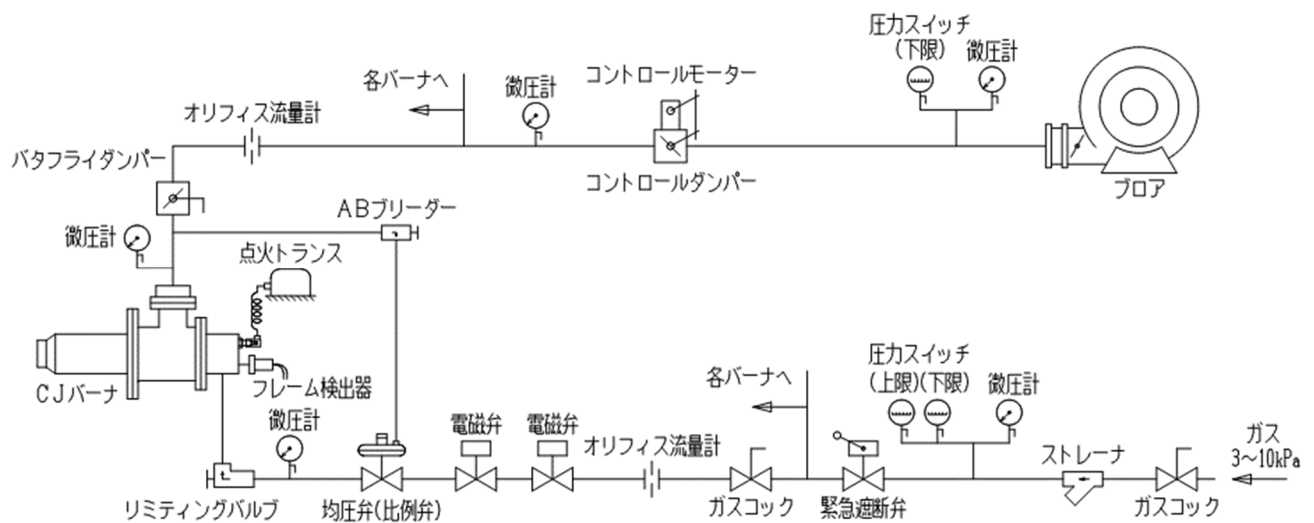 圧力スイッチ
(下限)
微圧計
各バーナへ
微圧計
コントロールモーター
オリフィス流量計
バタフライダンパー
コントロールダンパー
ブロア
ABブリーダー
微圧計
点火トランス
CJバーナ
フレーム検出器
微圧計
電磁弁
電磁弁
オリフィス流量計
各バーナへ
圧力スイッチ
(上限)(下限)
微圧計
ストレーナ
ガス
3～10kPa
リミティングバルブ
均圧弁(比例弁)
ガスコック
緊急遮断弁
ガスコック